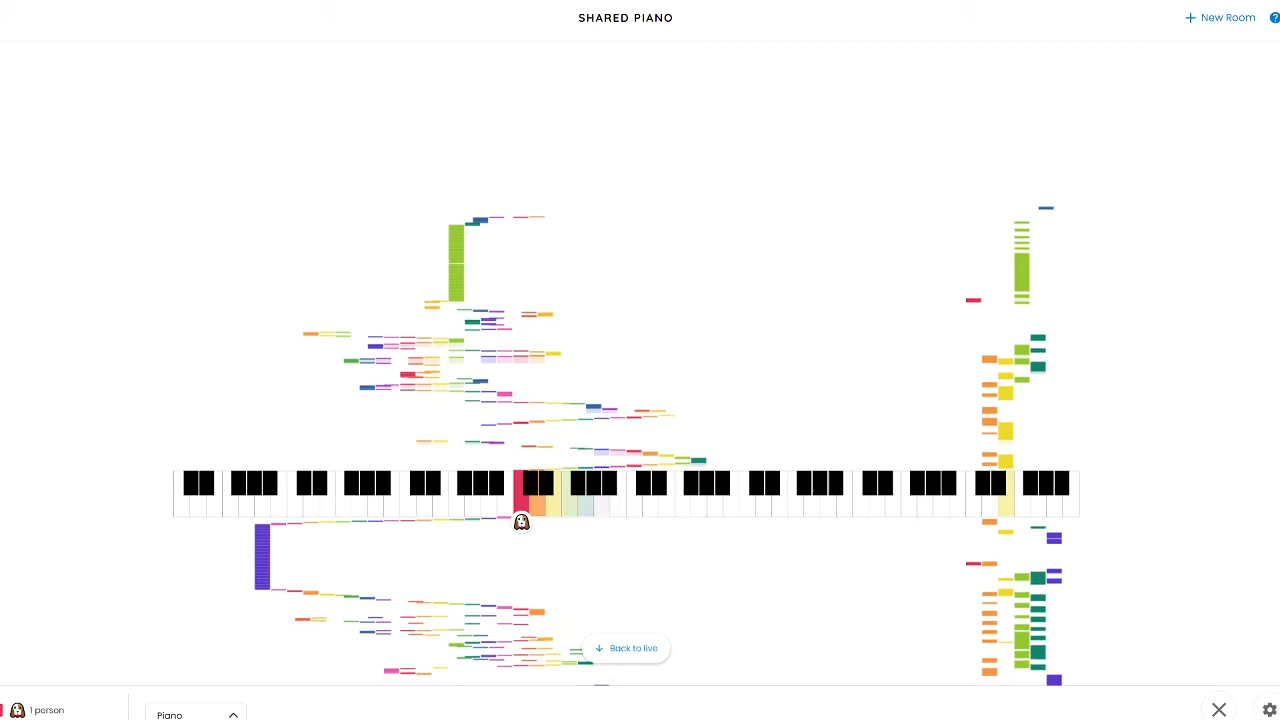 SHARED PIANO
New Room
?
Back to live
1 person
Piano